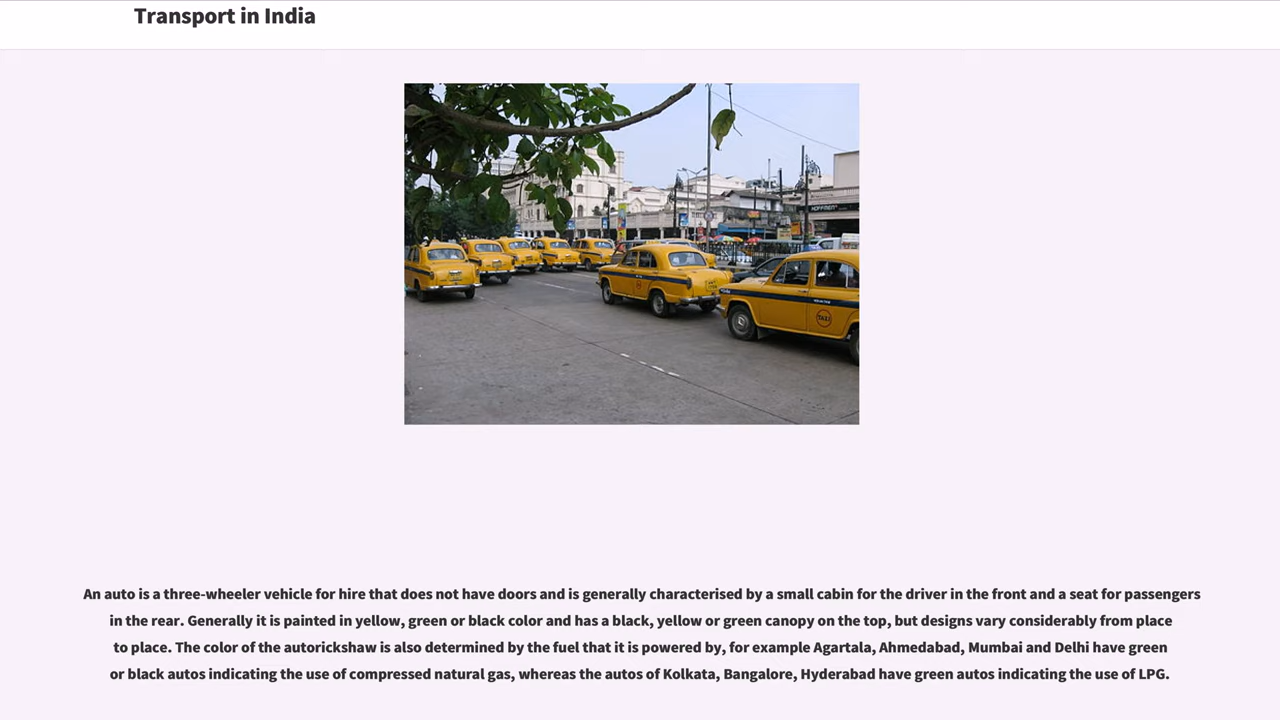 Transport in India
HOFFMEN
TAXI
An auto is a three-wheeler vehicle for hire that does not have doors and is generally characterised by a small cabin for the driver in the front and a seat for passengers
in the rear. Generally it is painted in yellow, green or black color and has a black, yellow or green canopy on the top, but designs vary considerably from place
to place. The color of the autorickshaw is also determined by the fuel that it is powered by, for example Agartala, Ahmedabad, Mumbai and Delhi have green
or black autos indicating the use of compressed natural gas, whereas the autos of Kolkata, Bangalore, Hyderabad have green autos indicating the use of LPG.